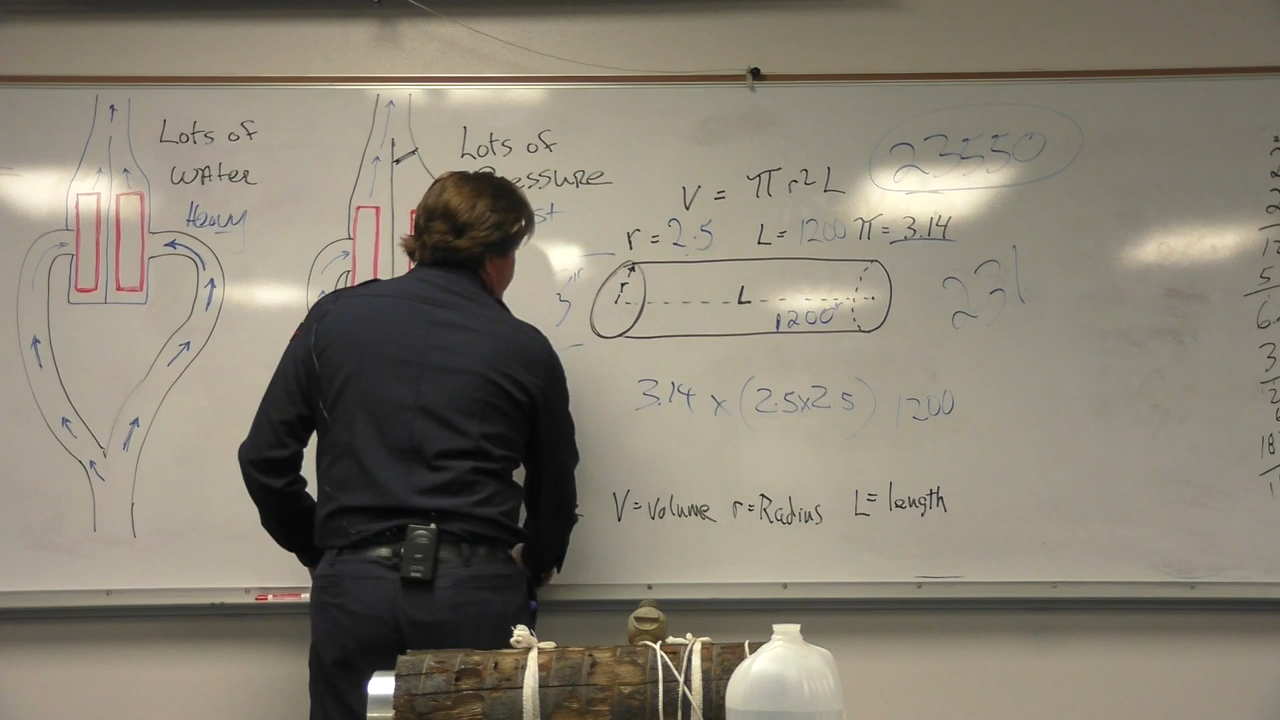 Lots of
Water
Heavy
Lots of
V = πr²L
r = 2.5 L = 1200 π = 3.14
23550
3"
r
L
1200"
231
3.14 x (2.5x2.5) 1200
V=volume r=Radius L=length